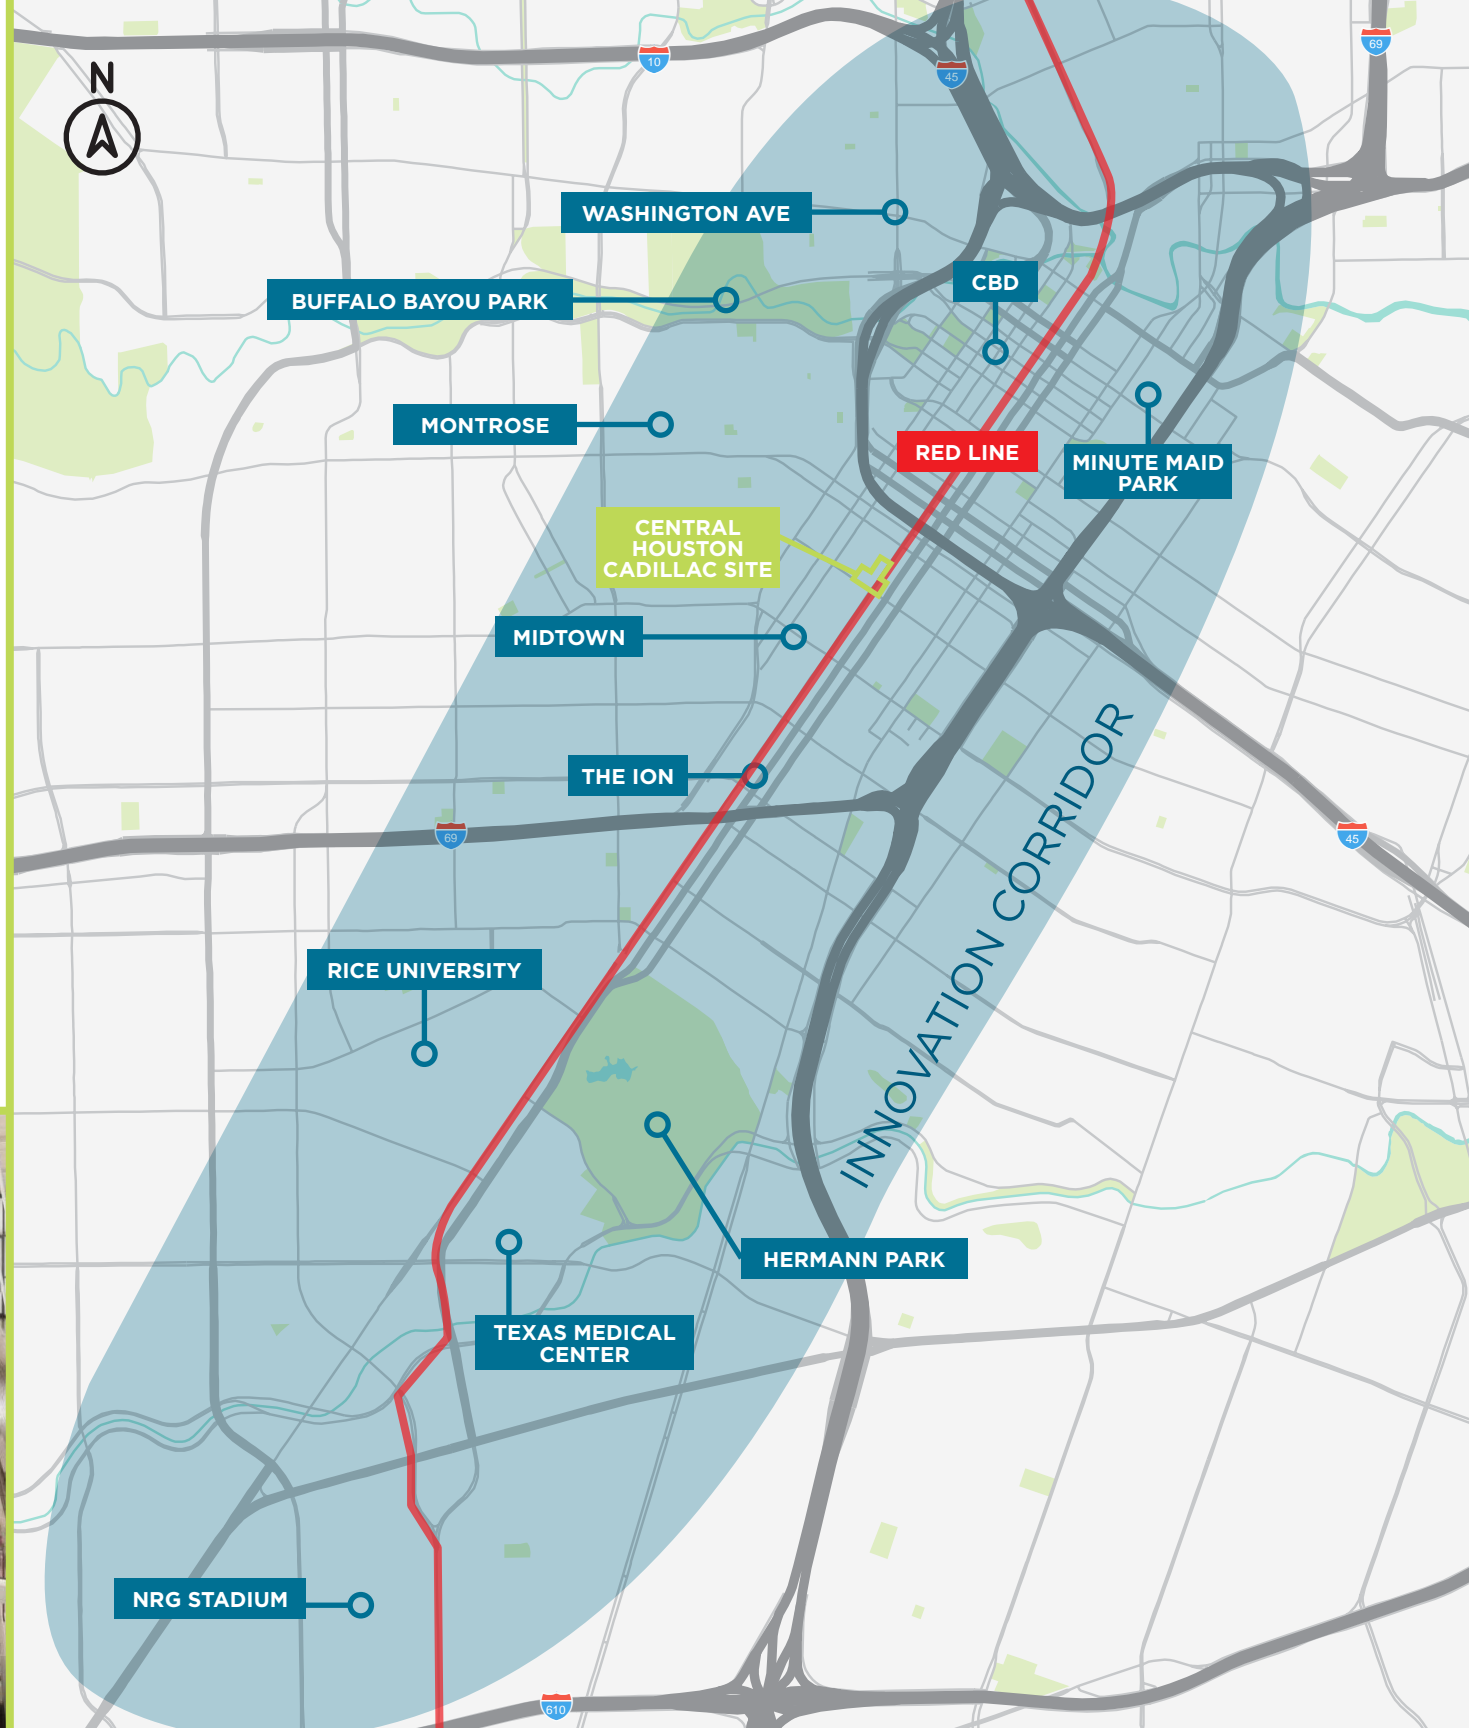 10
45
69
N
WASHINGTON AVE
BUFFALO BAYOU PARK
CBD
MONTROSE
RED LINE
MINUTE MAID
PARK
CENTRAL
HOUSTON
CADILLAC SITE
MIDTOWN
THE ION
69
45
INNOVATION CORRIDOR
RICE UNIVERSITY
HERMANN PARK
TEXAS MEDICAL
CENTER
NRG STADIUM
610